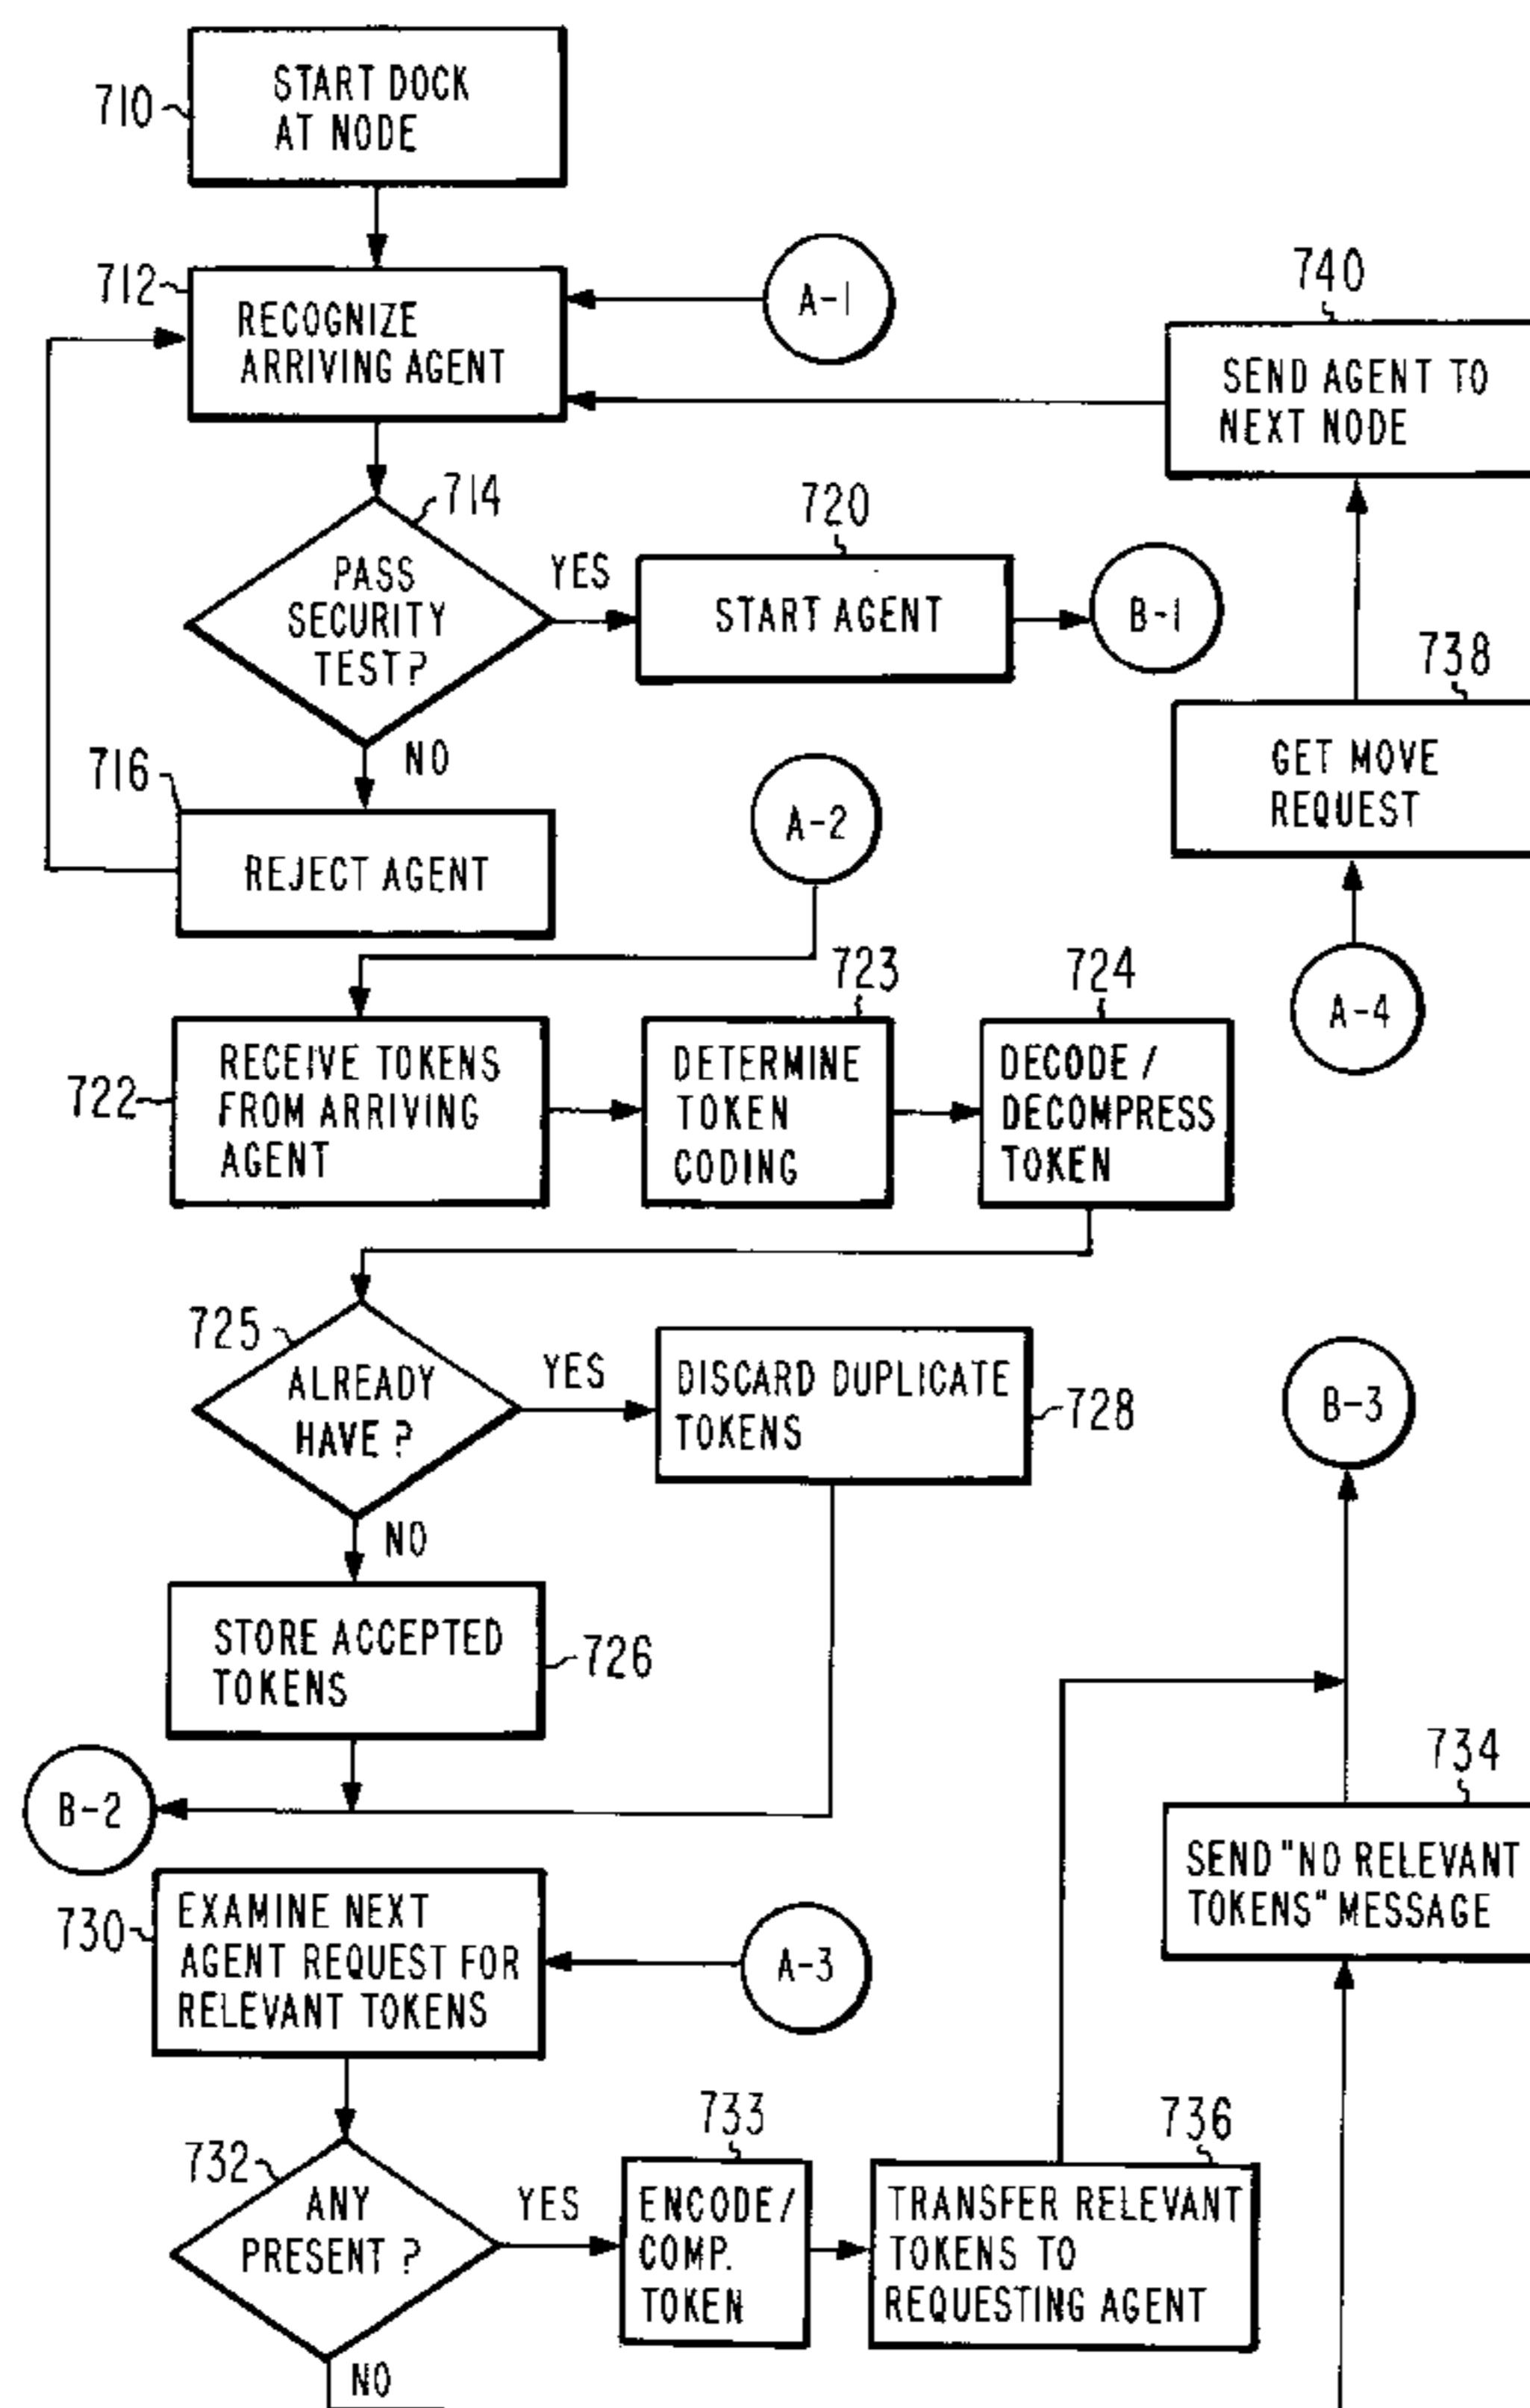 710
START DOCK
AT NODE
712
RECOGNIZE
ARRIVING AGENT
A-1
740
SEND AGENT TO
NEXT NODE
714
PASS
SECURITY
TEST?
YES
720
START AGENT
B-1
738
GET MOVE
REQUEST
NO
716
REJECT AGENT
A-2
A-4
722
RECEIVE TOKENS
FROM ARRIVING
AGENT
723
DETERMINE
TOKEN
CODING
724
DECODE /
DECOMPRESS
TOKEN
725
ALREADY
HAVE ?
YES
DISCARD DUPLICATE
TOKENS
728
B-3
NO
STORE ACCEPTED
TOKENS
726
B-2
734
SEND "NO RELEVANT
TOKENS" MESSAGE
730
EXAMINE NEXT
AGENT REQUEST FOR
RELEVANT TOKENS
A-3
732
ANY
PRESENT ?
YES
733
ENCODE/
COMP.
TOKEN
736
TRANSFER RELEVANT
TOKENS TO
REQUESTING AGENT
NO